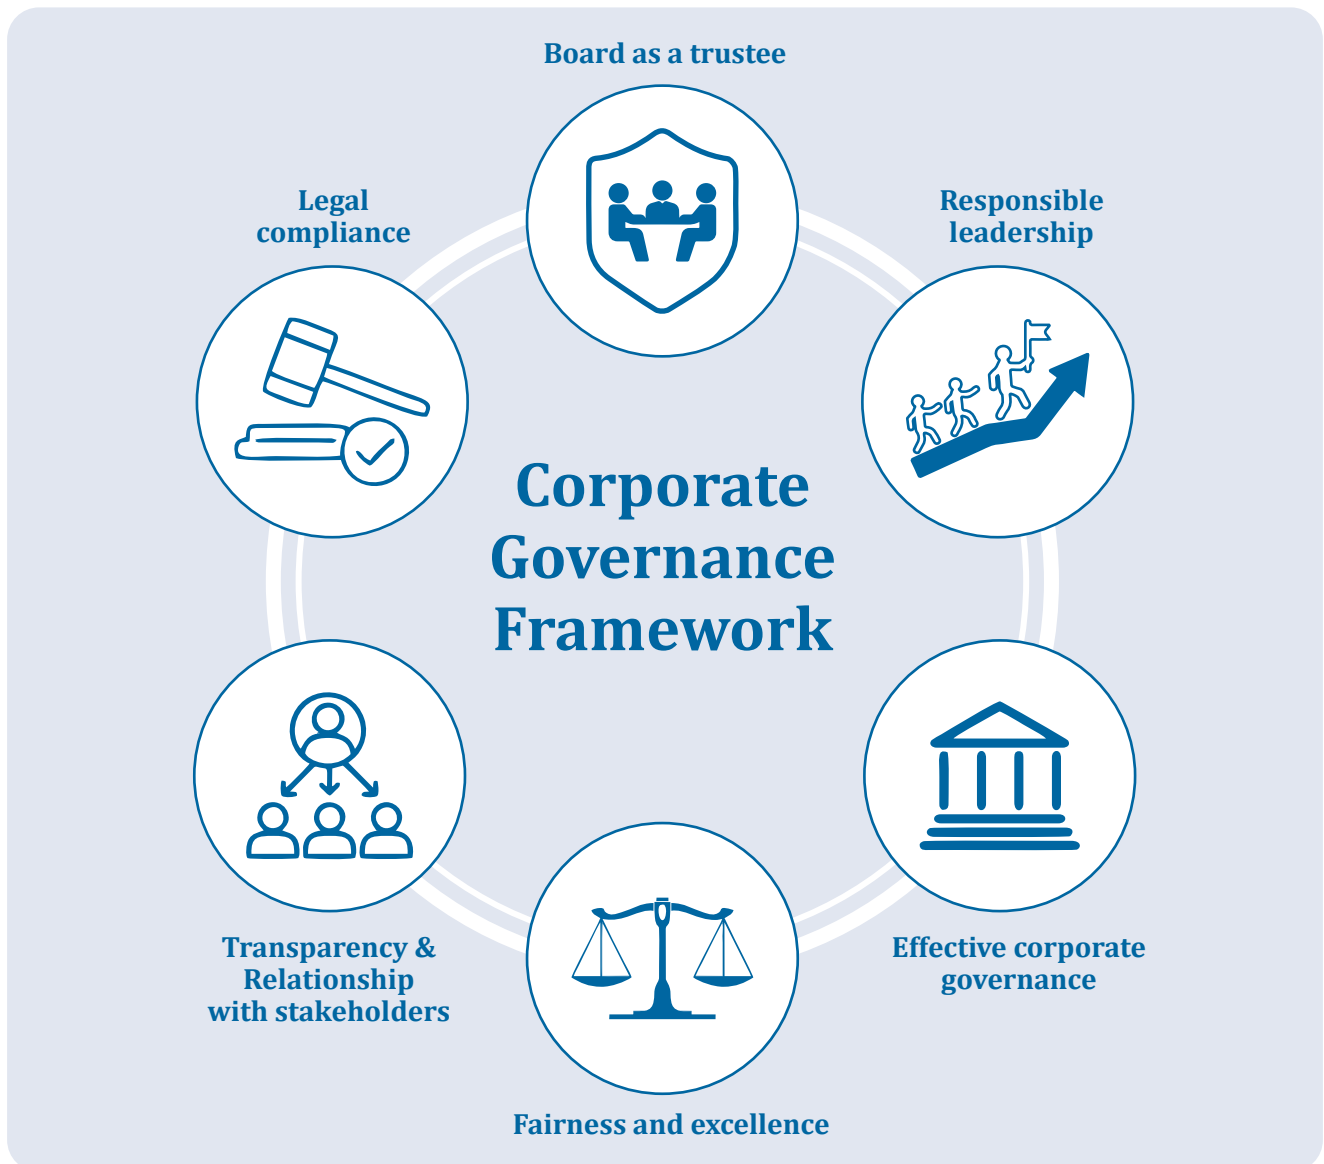 Board as a trustee
Legal
compliance
Responsible
leadership
Corporate
Governance
Framework
Transparency &
Relationship
with stakeholders
Effective corporate
governance
Fairness and excellence